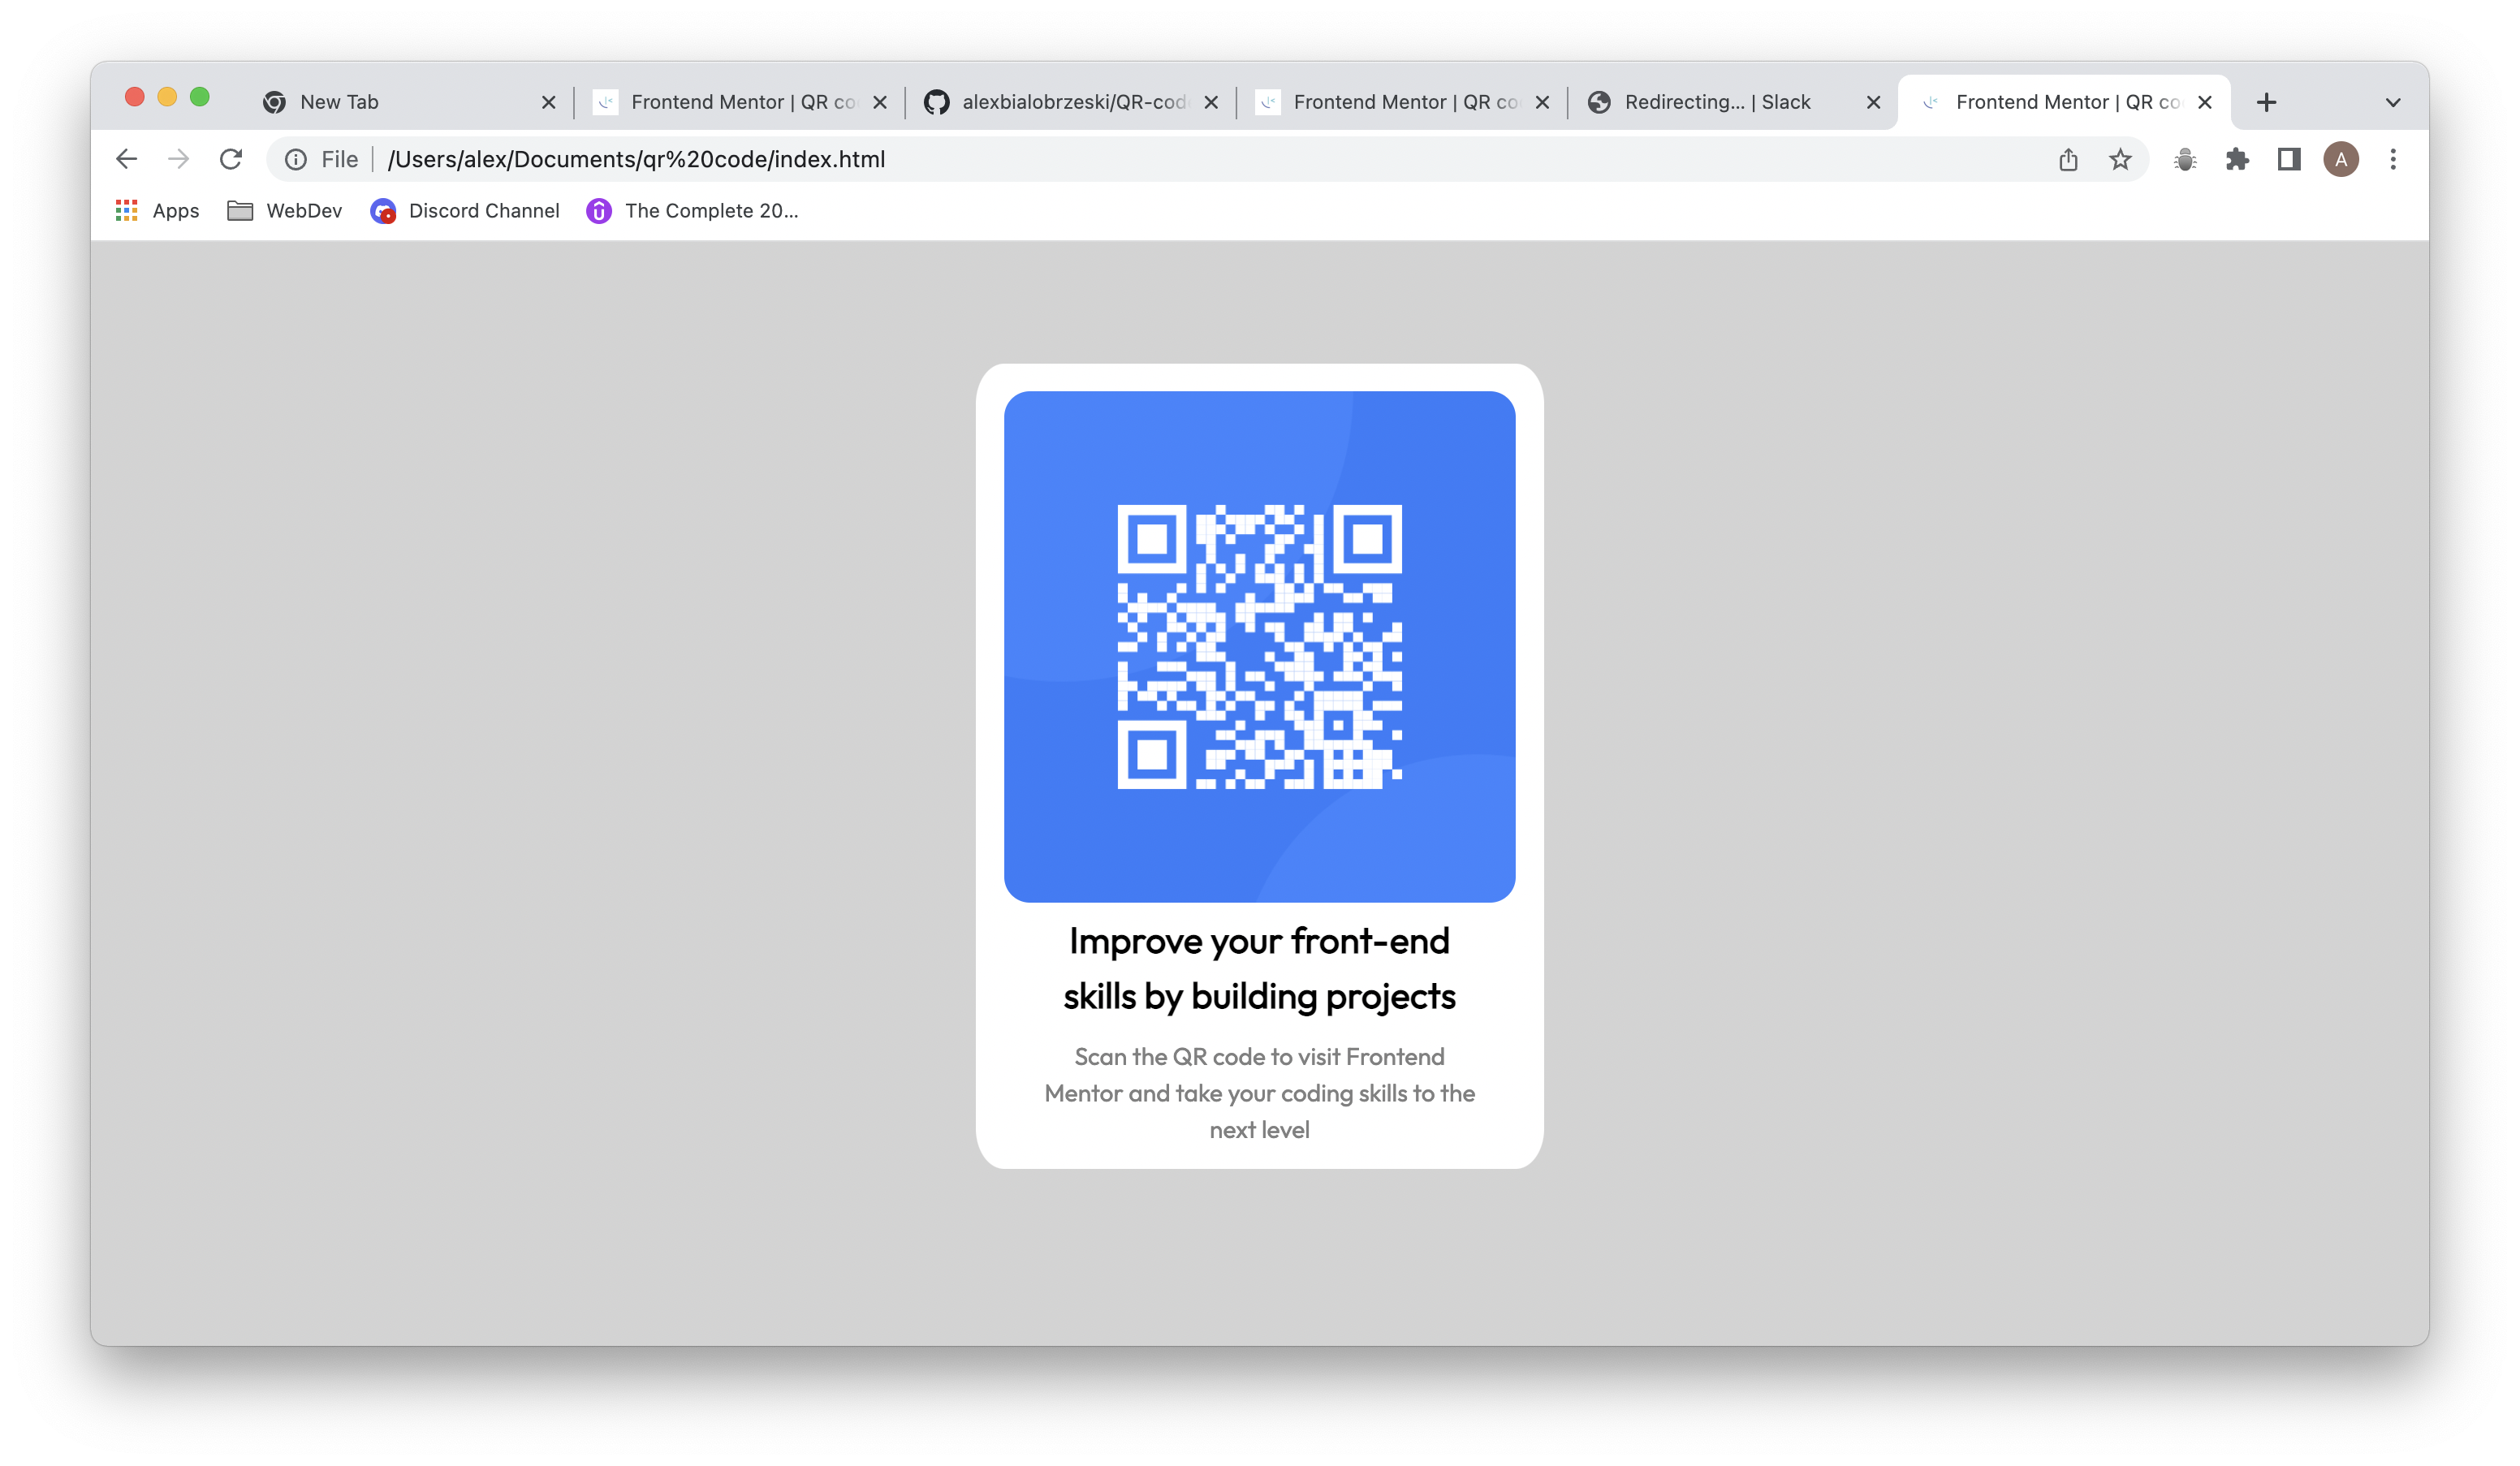 New Tab
Frontend Mentor | QR co
alexbialobrzeski/QR-cod
Frontend Mentor | QR co
Redirecting... | Slack
Frontend Mentor | QR co
File /Users/alex/Documents/qr%20code/index.html
A
Apps WebDev Discord Channel The Complete 20...
Improve your front-end
skills by building projects
Scan the QR code to visit Frontend
Mentor and take your coding skills to the
next level